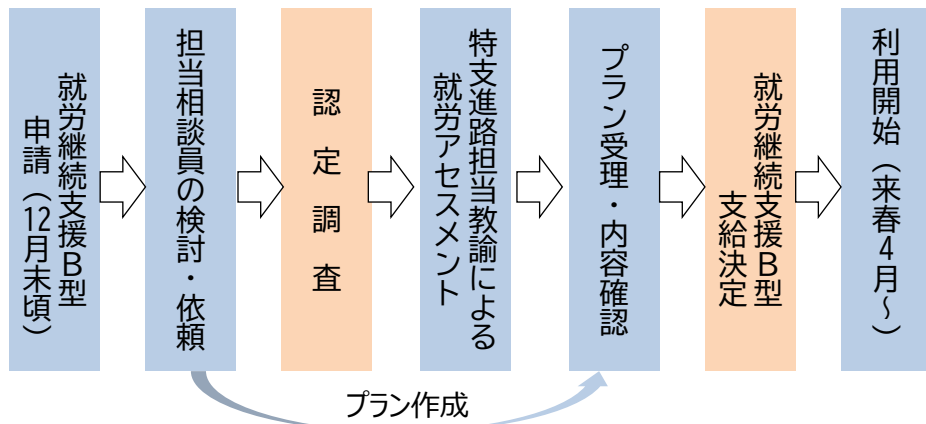 就労継続支援B型
申請（12月末頃）
担当相談員の検討・依頼
認定調査
特支進路担当教諭による
就労アセスメント
プラン受理・内容確認
就労継続支援B型
支給決定
利用開始（来春4月～）
プラン作成